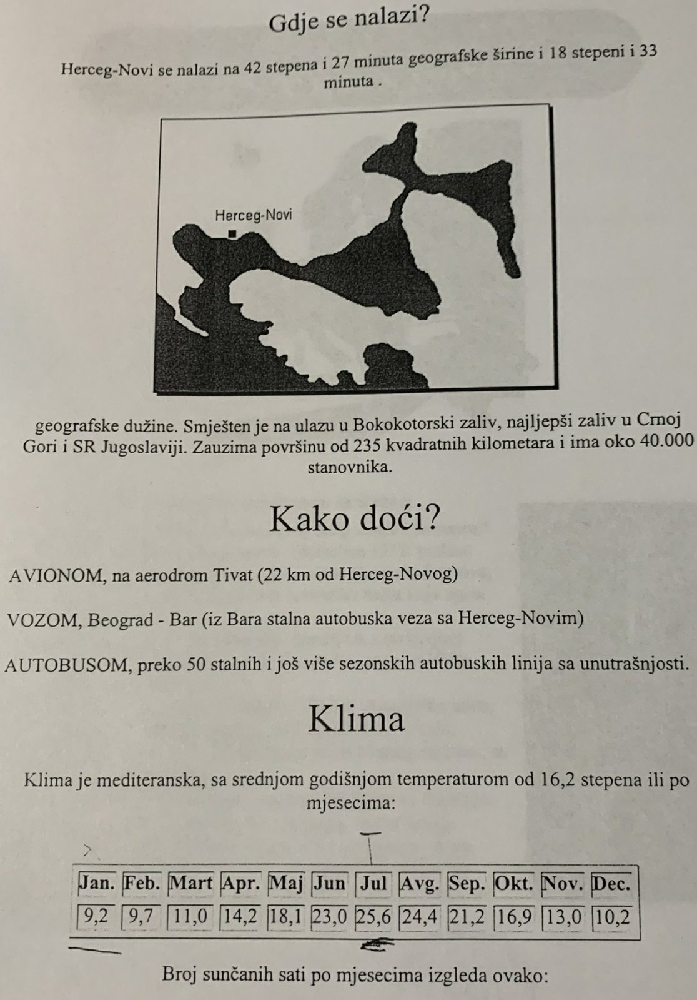 Gdje se nalazi?
Herceg-Novi se nalazi na 42 stepena i 27 minuta geografske širine i 18 stepeni i 33
minuta .
Herceg-Novi
geografske dužine. Smješten je na ulazu u Bokokotorski zaliv, najljepši zaliv u Crnoj
Gori i SR Jugoslaviji. Zauzima površinu od 235 kvadratnih kilometara i ima oko 40.000
stanovnika.
Kako doći?
AVIONOM, na aerodrom Tivat (22 km od Herceg-Novog)
VOZOM, Beograd - Bar (iz Bara stalna autobuska veza sa Herceg-Novim)
AUTOBUSOM, preko 50 stalnih i još više sezonskih autobuskih linija sa unutrašnjosti.
Klima
Klima je mediteranska, sa srednjom godišnjom temperaturom od 16,2 stepena ili po
mjesecima:
Jan. Feb. Mart Apr. Maj Jun Jul Avg. Sep. Okt. Nov. Dec.
9,2 9,7 11,0 14,2 18,1 23,0 25,6 24,4 21,2 16,9 13,0 10,2
Broj sunčanih sati po mjesecima izgleda ovako: